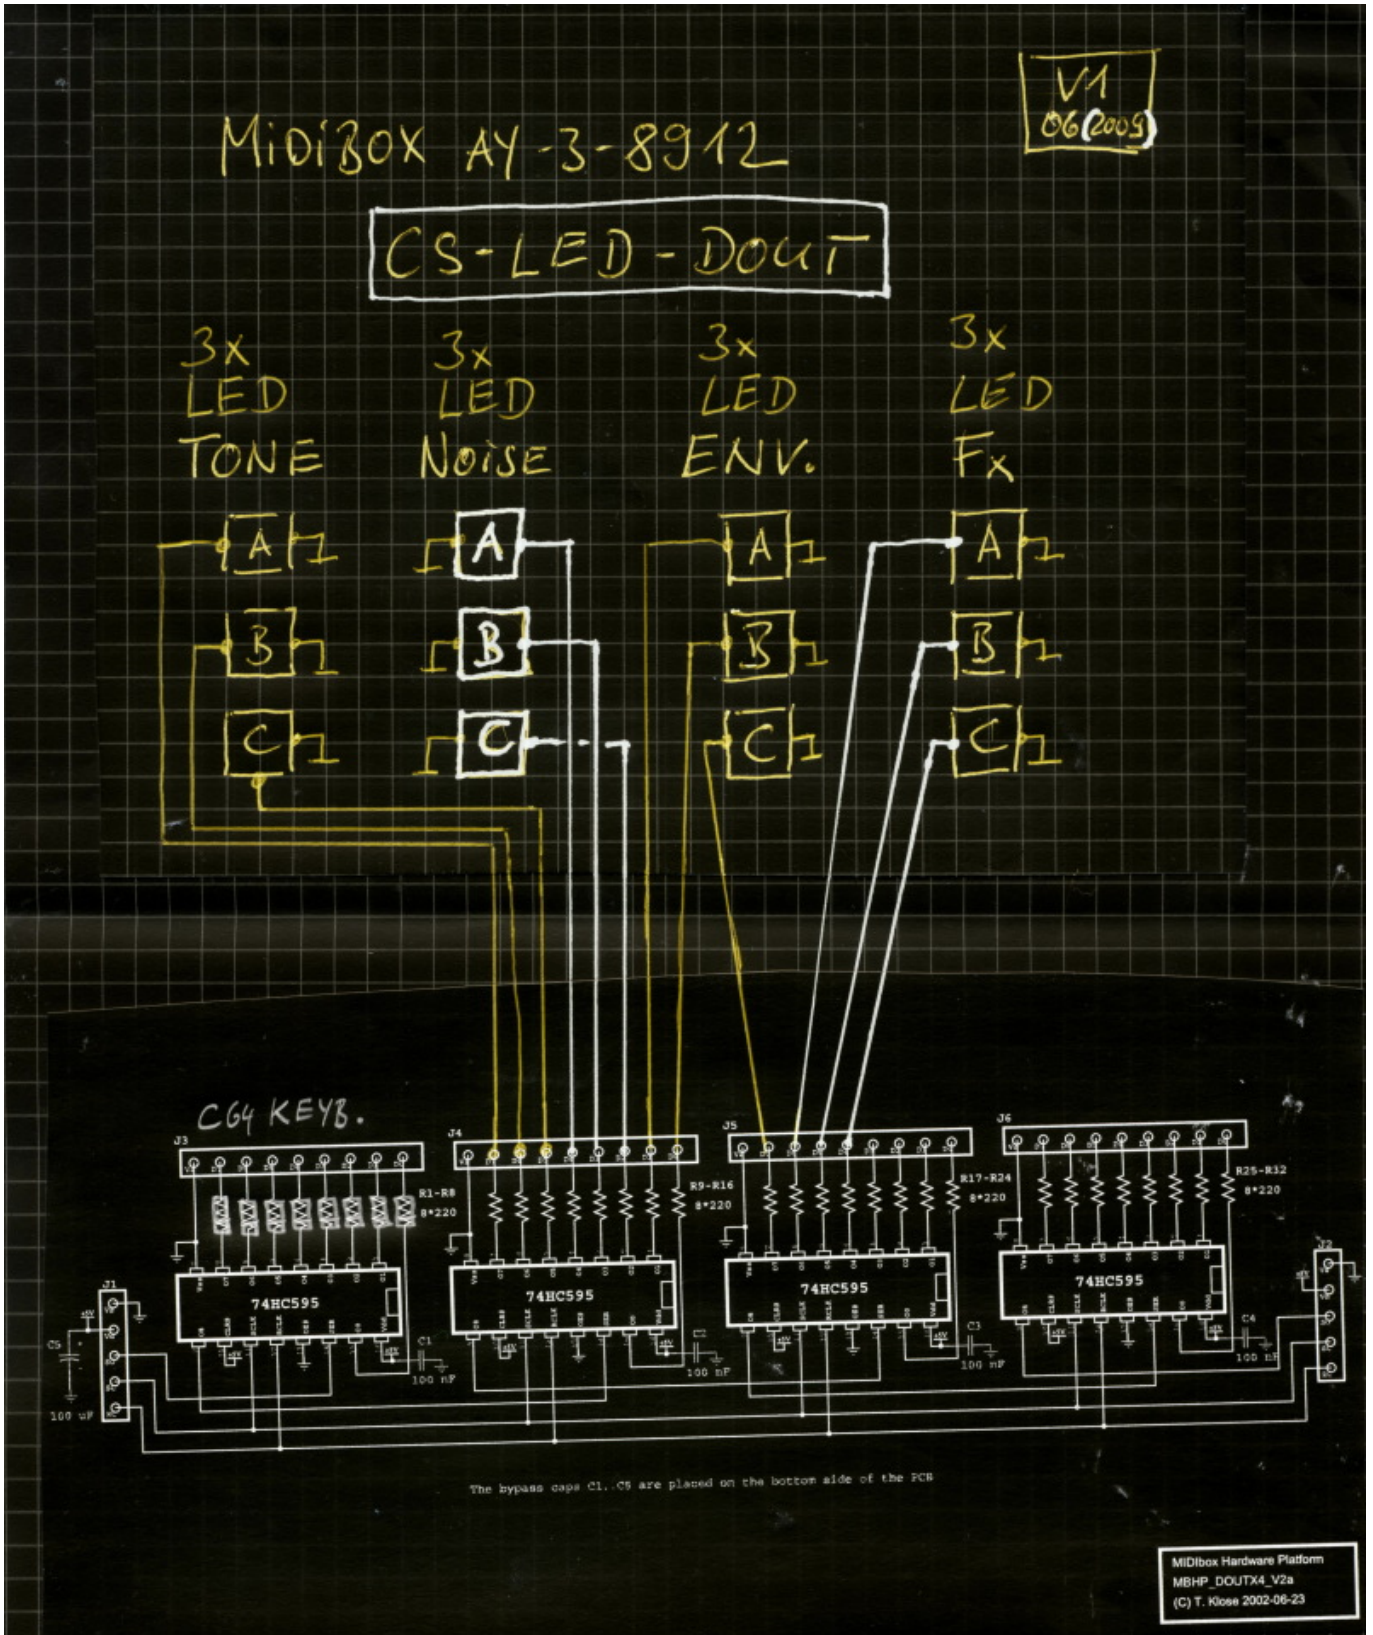 V1
06(2009)
MiDiBOX AY-3-8912
CS-LED-DOUT
3x
LED
TONE
3x
LED
NOiSE
3x
LED
ENV.
3x
LED
Fx
A
A
A
A
B
B
B
B
C
C
C
C
C64 KEYB.
J3
J4
J5
J6
R1-R8
8*220
R9-R16
8*220
R17-R24
8*220
R25-R32
8*220
J1
J2
74HC595
74HC595
74HC595
74HC595
C5
100 uF
C1
100 nF
C2
100 nF
C3
100 nF
C4
100 nF
The bypass caps C1..C5 are placed on the bottom side of the PCB
MIDIbox Hardware Platform
MBHP_DOUTX4_V2a
(C) T. Klose 2002-06-23